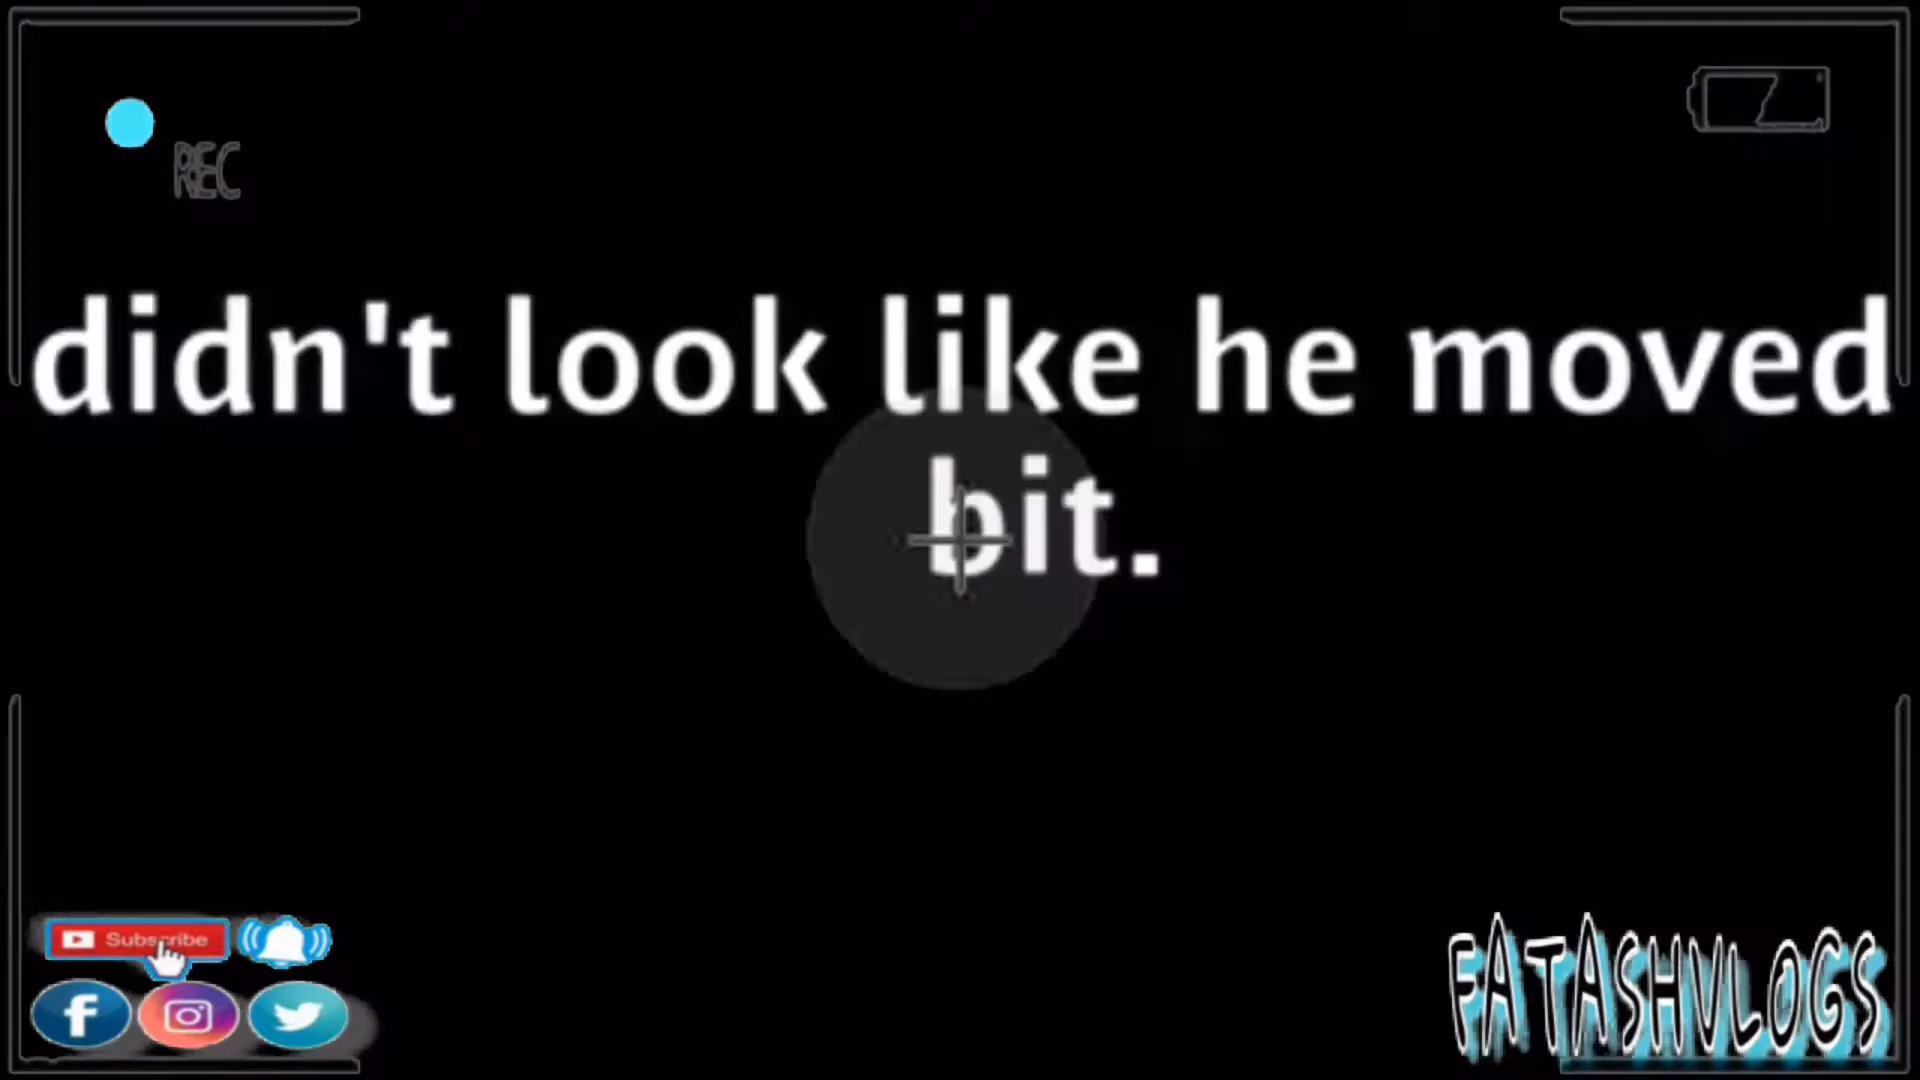 REC
didn't look like he moved
bit.
Subscribe
FATASHVLOGS